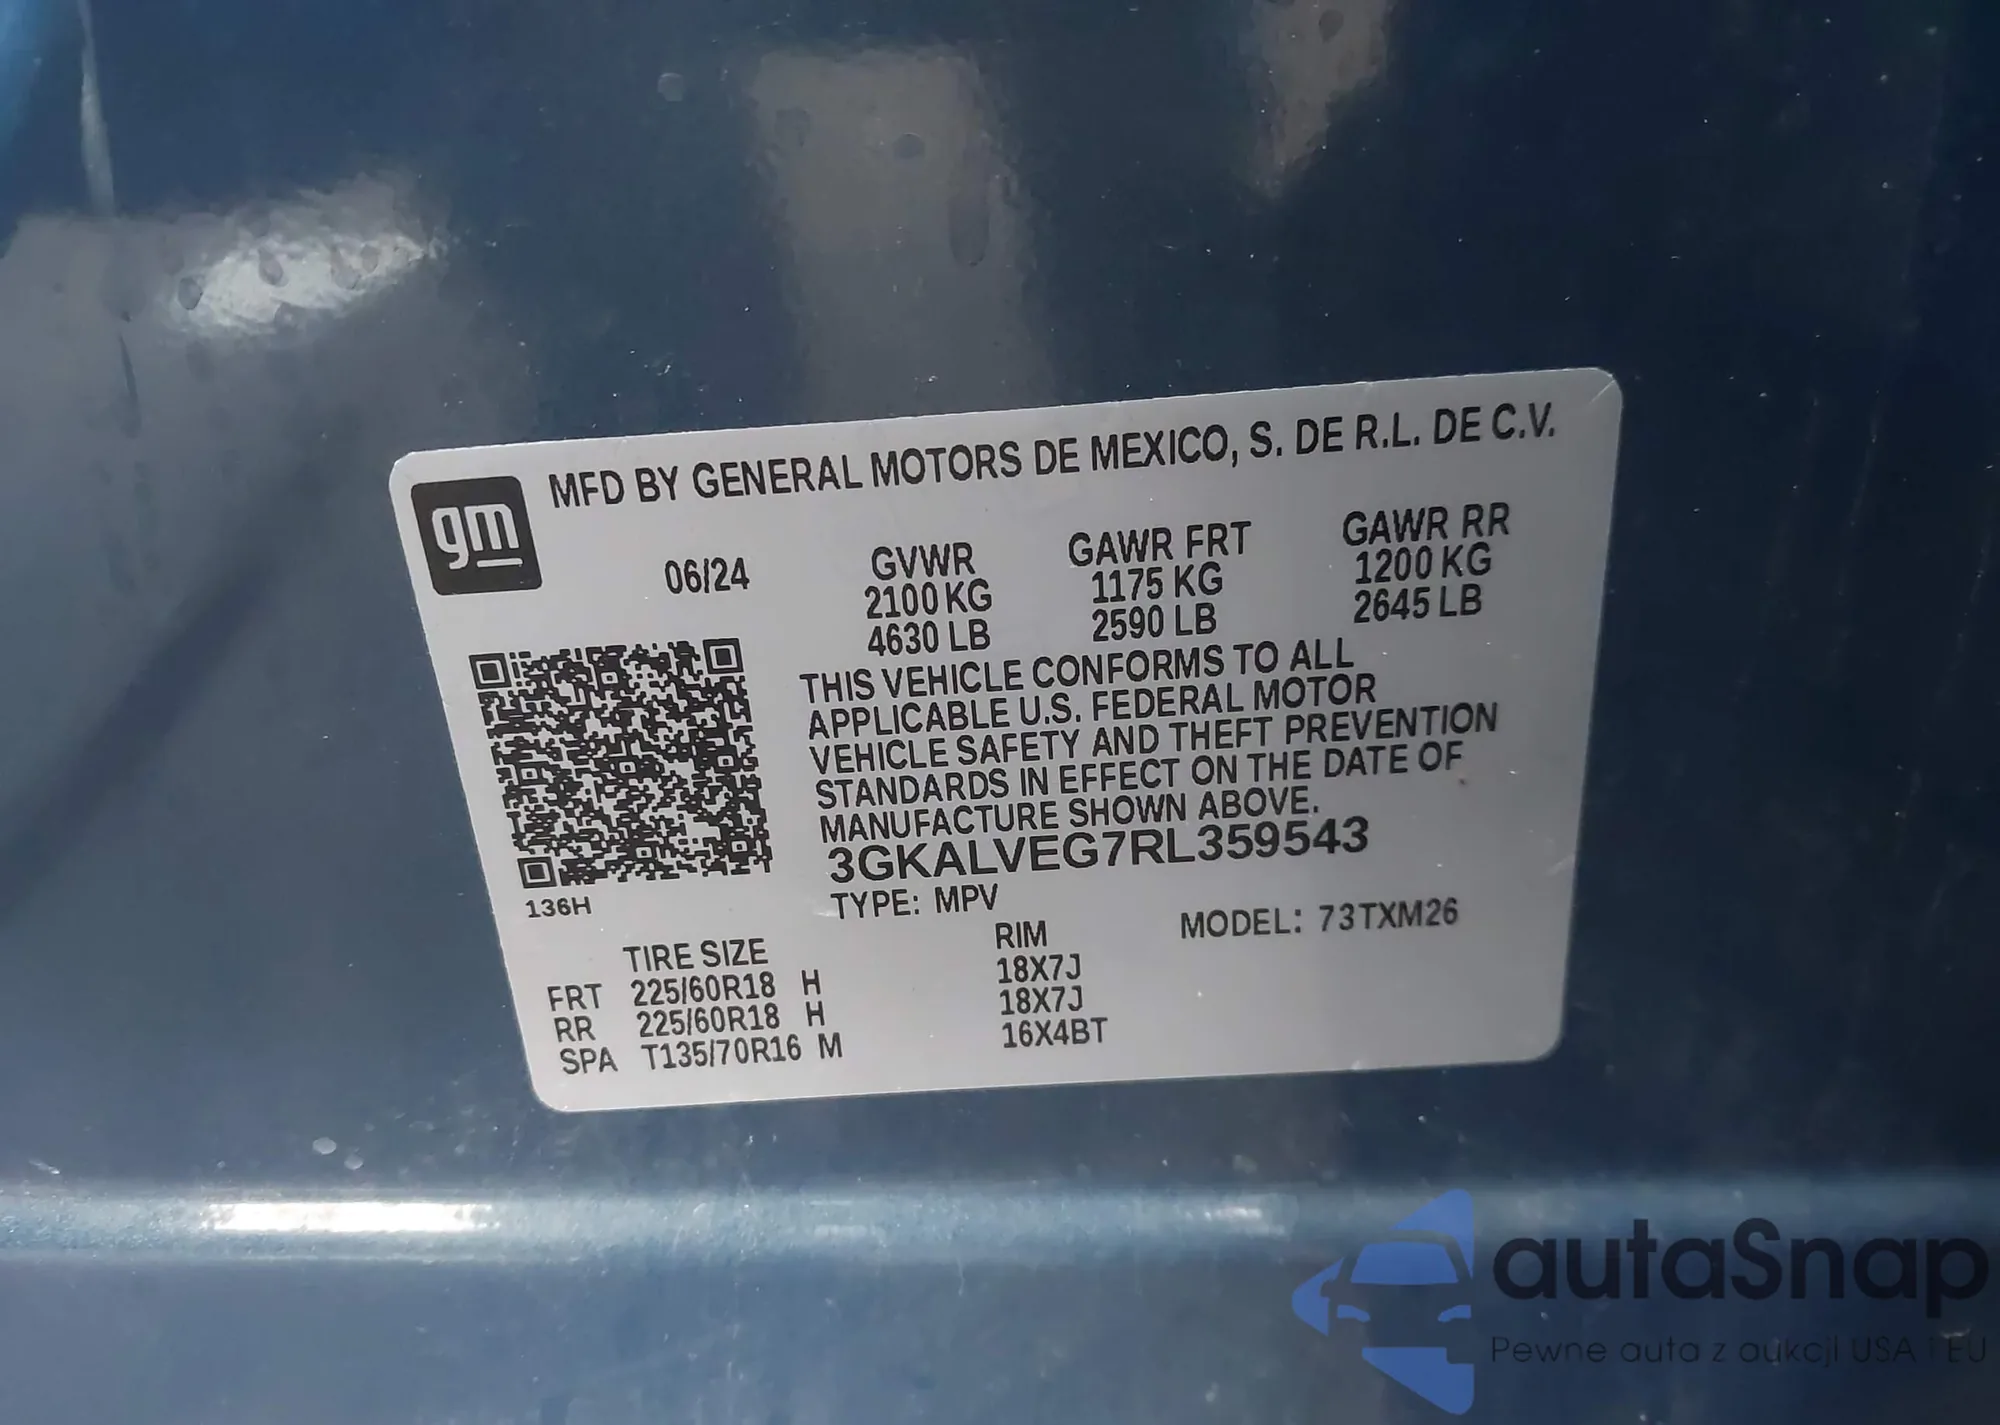 gm
MFD BY GENERAL MOTORS DE MEXICO, S. DE R.L. DE C.V.
06/24
GVWR
2100 KG
4630 LB
GAWR FRT
1175 KG
2590 LB
GAWR RR
1200 KG
2645 LB
THIS VEHICLE CONFORMS TO ALL
APPLICABLE U.S. FEDERAL MOTOR
VEHICLE SAFETY AND THEFT PREVENTION
STANDARDS IN EFFECT ON THE DATE OF
MANUFACTURE SHOWN ABOVE.
3GKALVEG7RL359543
136H
TYPE: MPV
MODEL: 73TXM26
TIRE SIZE RIM
FRT 225/60R18 H 18X7J
RR 225/60R18 H 18X7J
SPA T135/70R16 M 16X4BT
autaSnap
Pewne auta z aukcji USA i EU